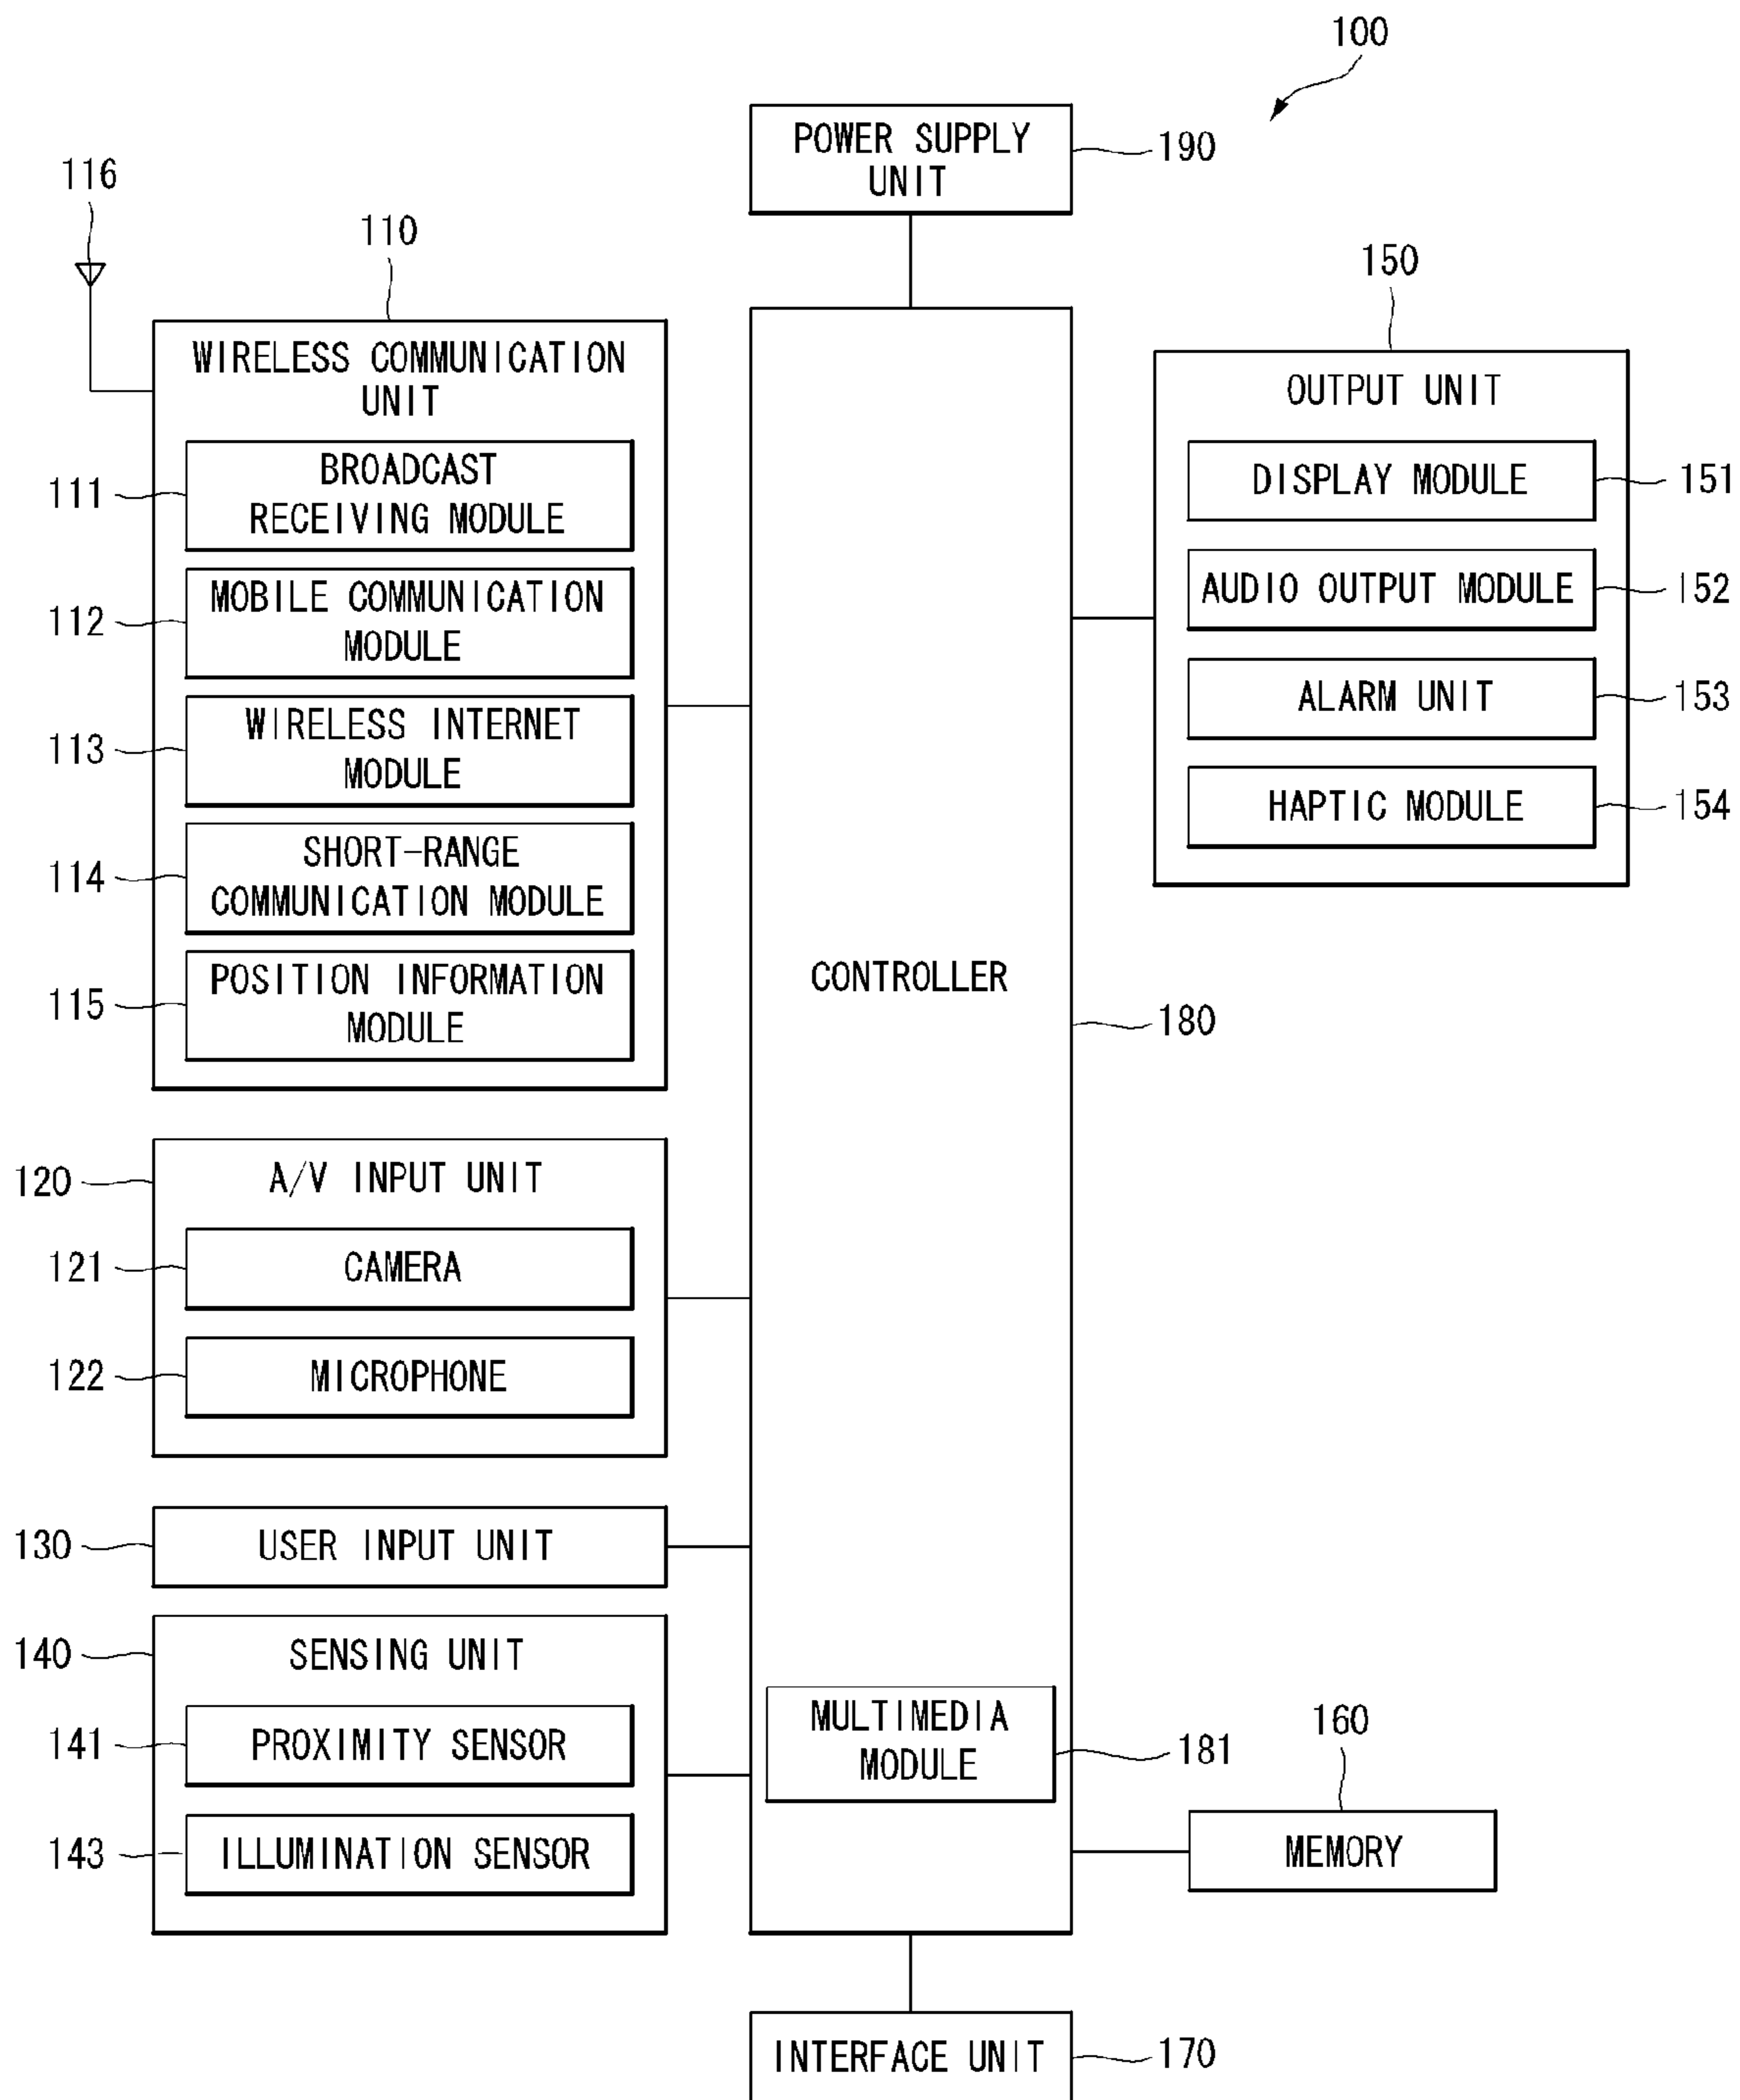 100
POWER SUPPLY
UNIT
190
116
110
WIRELESS COMMUNICATION
UNIT
111
BROADCAST
RECEIVING MODULE
112
MOBILE COMMUNICATION
MODULE
113
WIRELESS INTERNET
MODULE
114
SHORT-RANGE
COMMUNICATION MODULE
115
POSITION INFORMATION
MODULE
120
A/V INPUT UNIT
121
CAMERA
122
MICROPHONE
130
USER INPUT UNIT
140
SENSING UNIT
141
PROXIMITY SENSOR
143
ILLUMINATION SENSOR
CONTROLLER
180
MULTIMEDIA
MODULE
181
150
OUTPUT UNIT
DISPLAY MODULE
151
AUDIO OUTPUT MODULE
152
ALARM UNIT
153
HAPTIC MODULE
154
160
MEMORY
INTERFACE UNIT
170